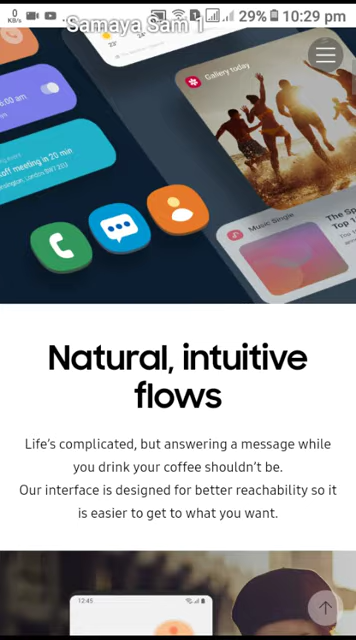 0 KB/s 29% 10:29 pm
Samaya Sam 1
Gallery today
6:00 am
off meeting in 20 min
Music Single
The Sp
Top 1
Natural, intuitive
flows
Life's complicated, but answering a message while
you drink your coffee shouldn't be.
Our interface is designed for better reachability so it
is easier to get to what you want.
12:45